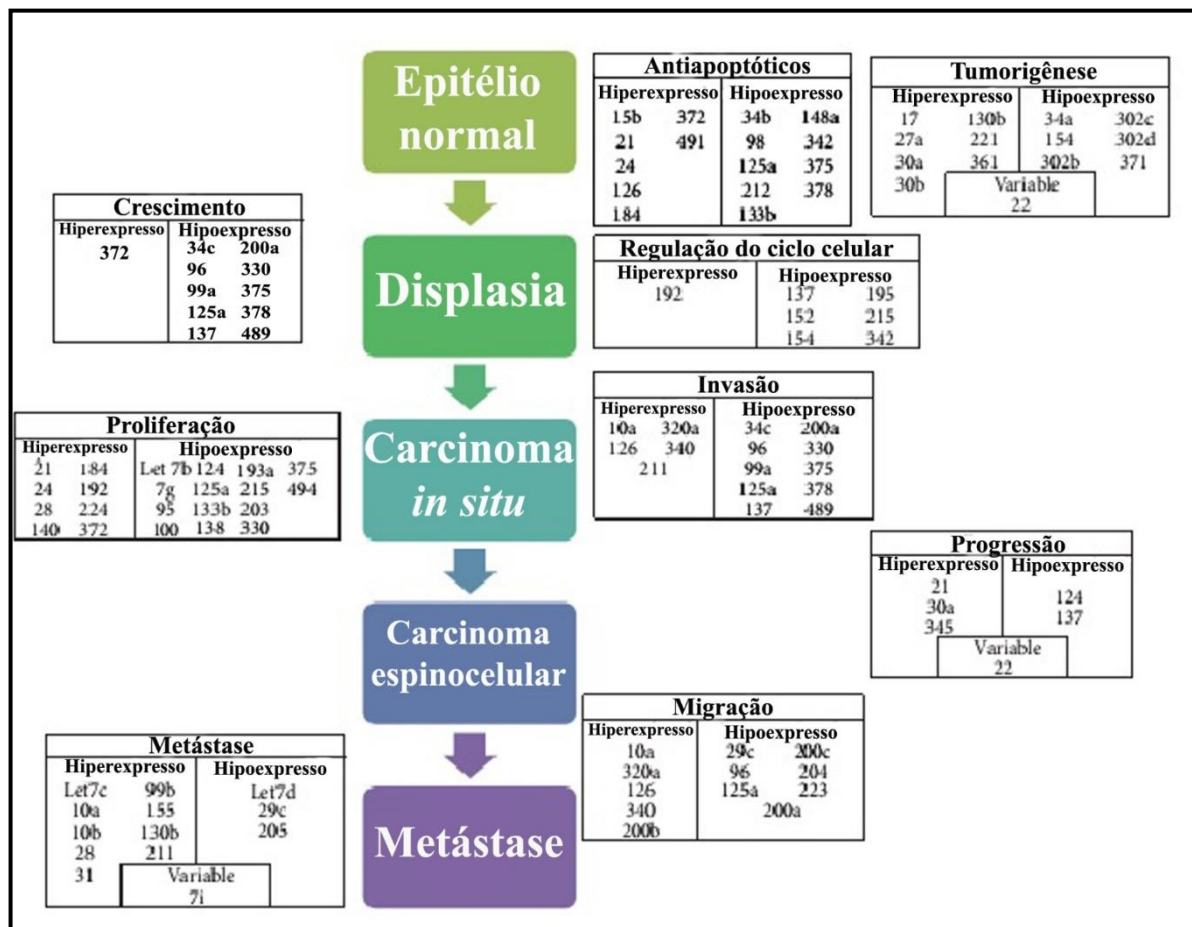 Epitélio
normal
Displasia
Carcinoma
in situ
Carcinoma
espinocelular
Metástase
Antiapoptóticos
Hiperexpresso Hipoexpresso
15b 372 34b 148a
21 491 98 342
24 125a 375
126 212 378
184 133b
Tumorigênese
Hiperexpresso Hipoexpresso
17 130b 34a 302c
27a 221 154 302d
30a 361 302b 371
30b Variable
22
Crescimento
Hiperexpresso Hipoexpresso
372 34c 200a
96 330
99a 375
125a 378
137 489
Regulação do ciclo celular
Hiperexpresso Hipoexpresso
192 137 195
152 215
154 342
Invasão
Hiperexpresso Hipoexpresso
10a 320a 34c 200a
126 340 96 330
211 99a 375
125a 378
137 489
Proliferação
Hiperexpresso Hipoexpresso
21 184 Let 7b 124 193a 375
24 192 7g 125a 215 494
28 224 95 133b 203
140 372 100 138 330
Progressão
Hiperexpresso Hipoexpresso
21 124
30a 137
345 Variable
22
Migração
Hiperexpresso Hipoexpresso
10a 29c 200c
320a 96 204
126 125a 223
340 200a
200b
Metástase
Hiperexpresso Hipoexpresso
Let7c 99b Let7d
10a 155 29c
10b 130b 205
28 211
31 Variable
7i